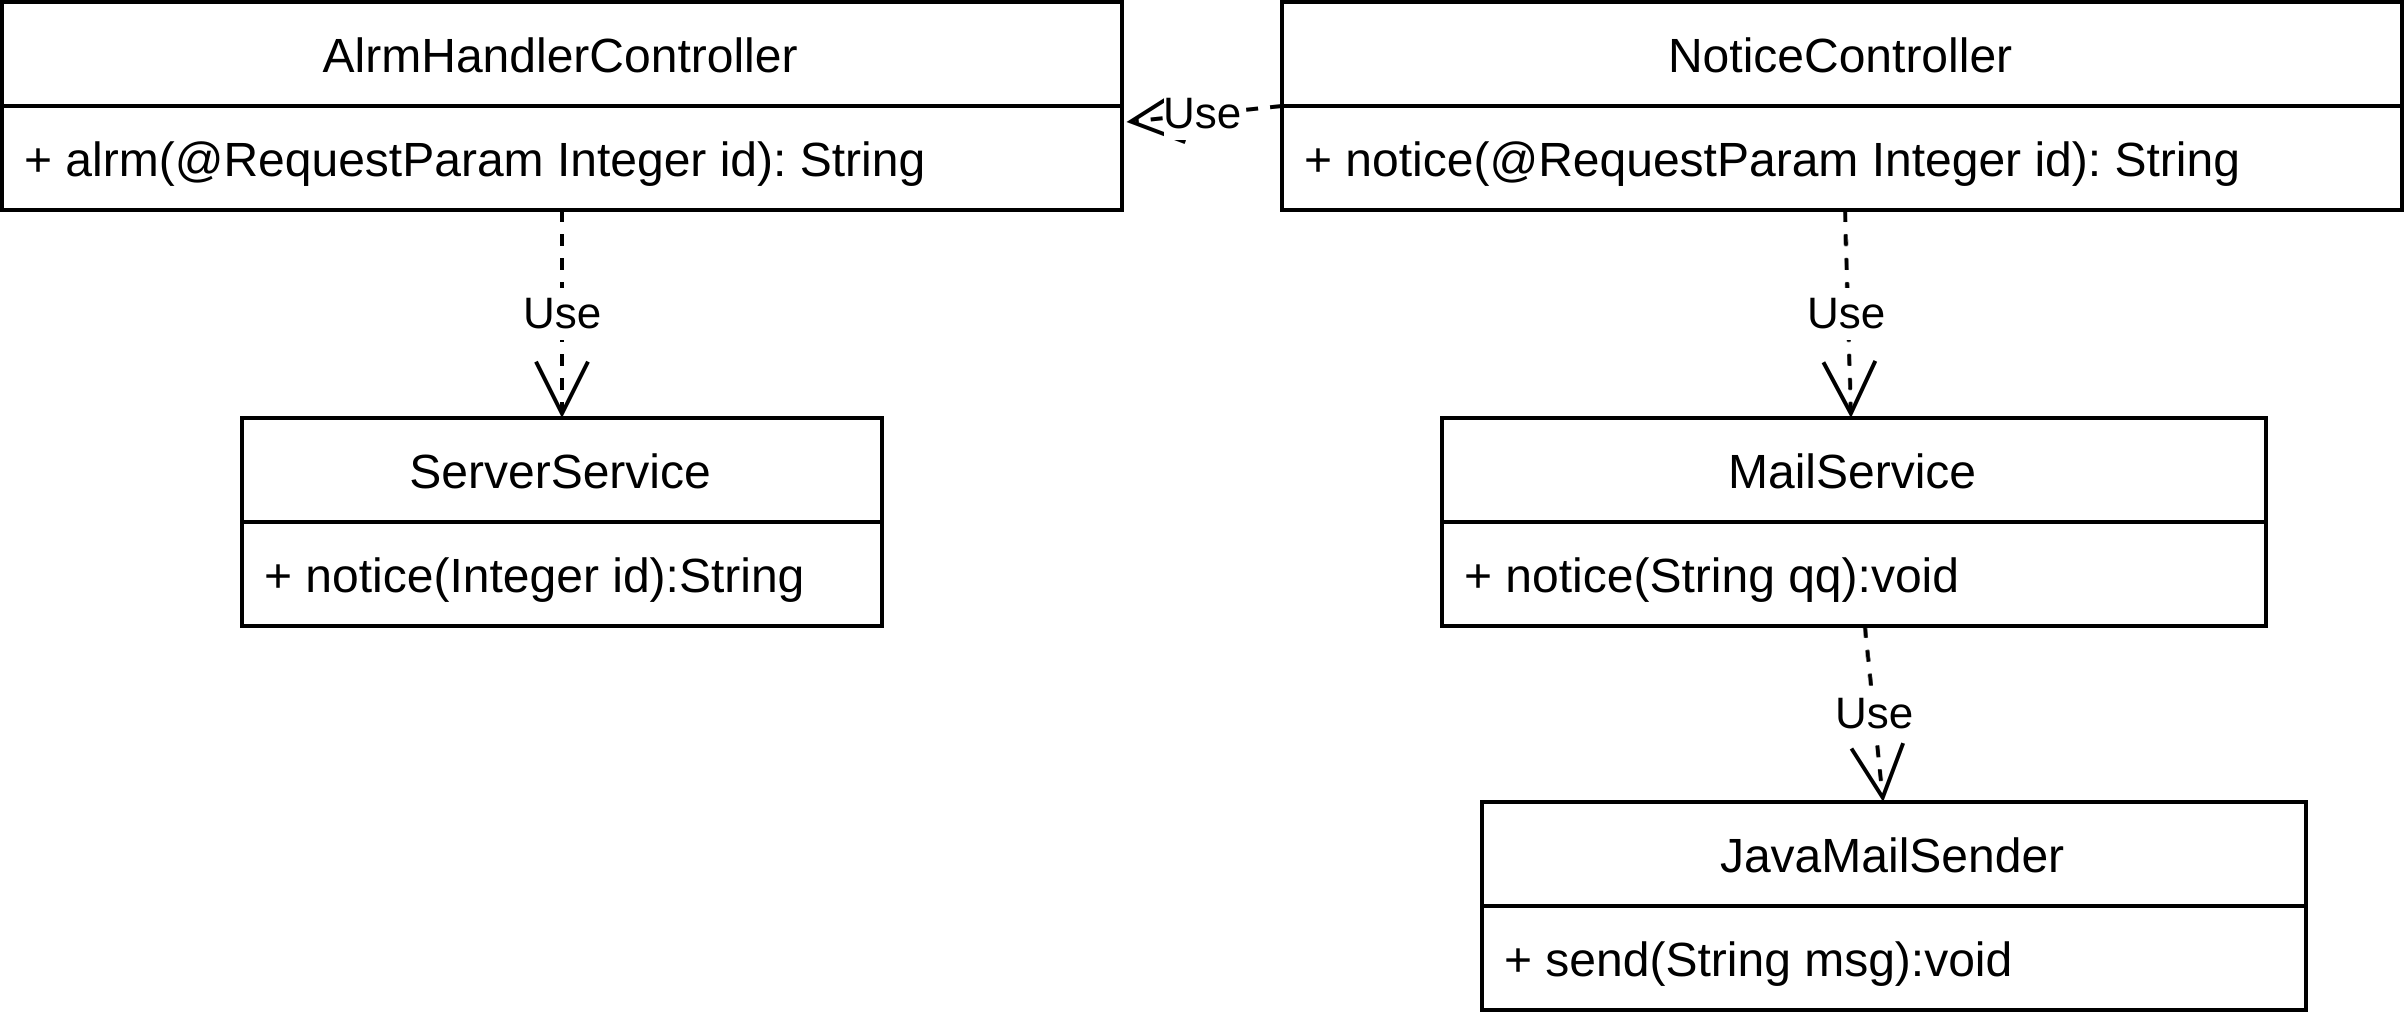 AlrmHandlerController
+ alrm(@RequestParam Integer id): String
Use
NoticeController
+ notice(@RequestParam Integer id): String
Use
Use
ServerService
+ notice(Integer id):String
MailService
+ notice(String qq):void
Use
JavaMailSender
+ send(String msg):void